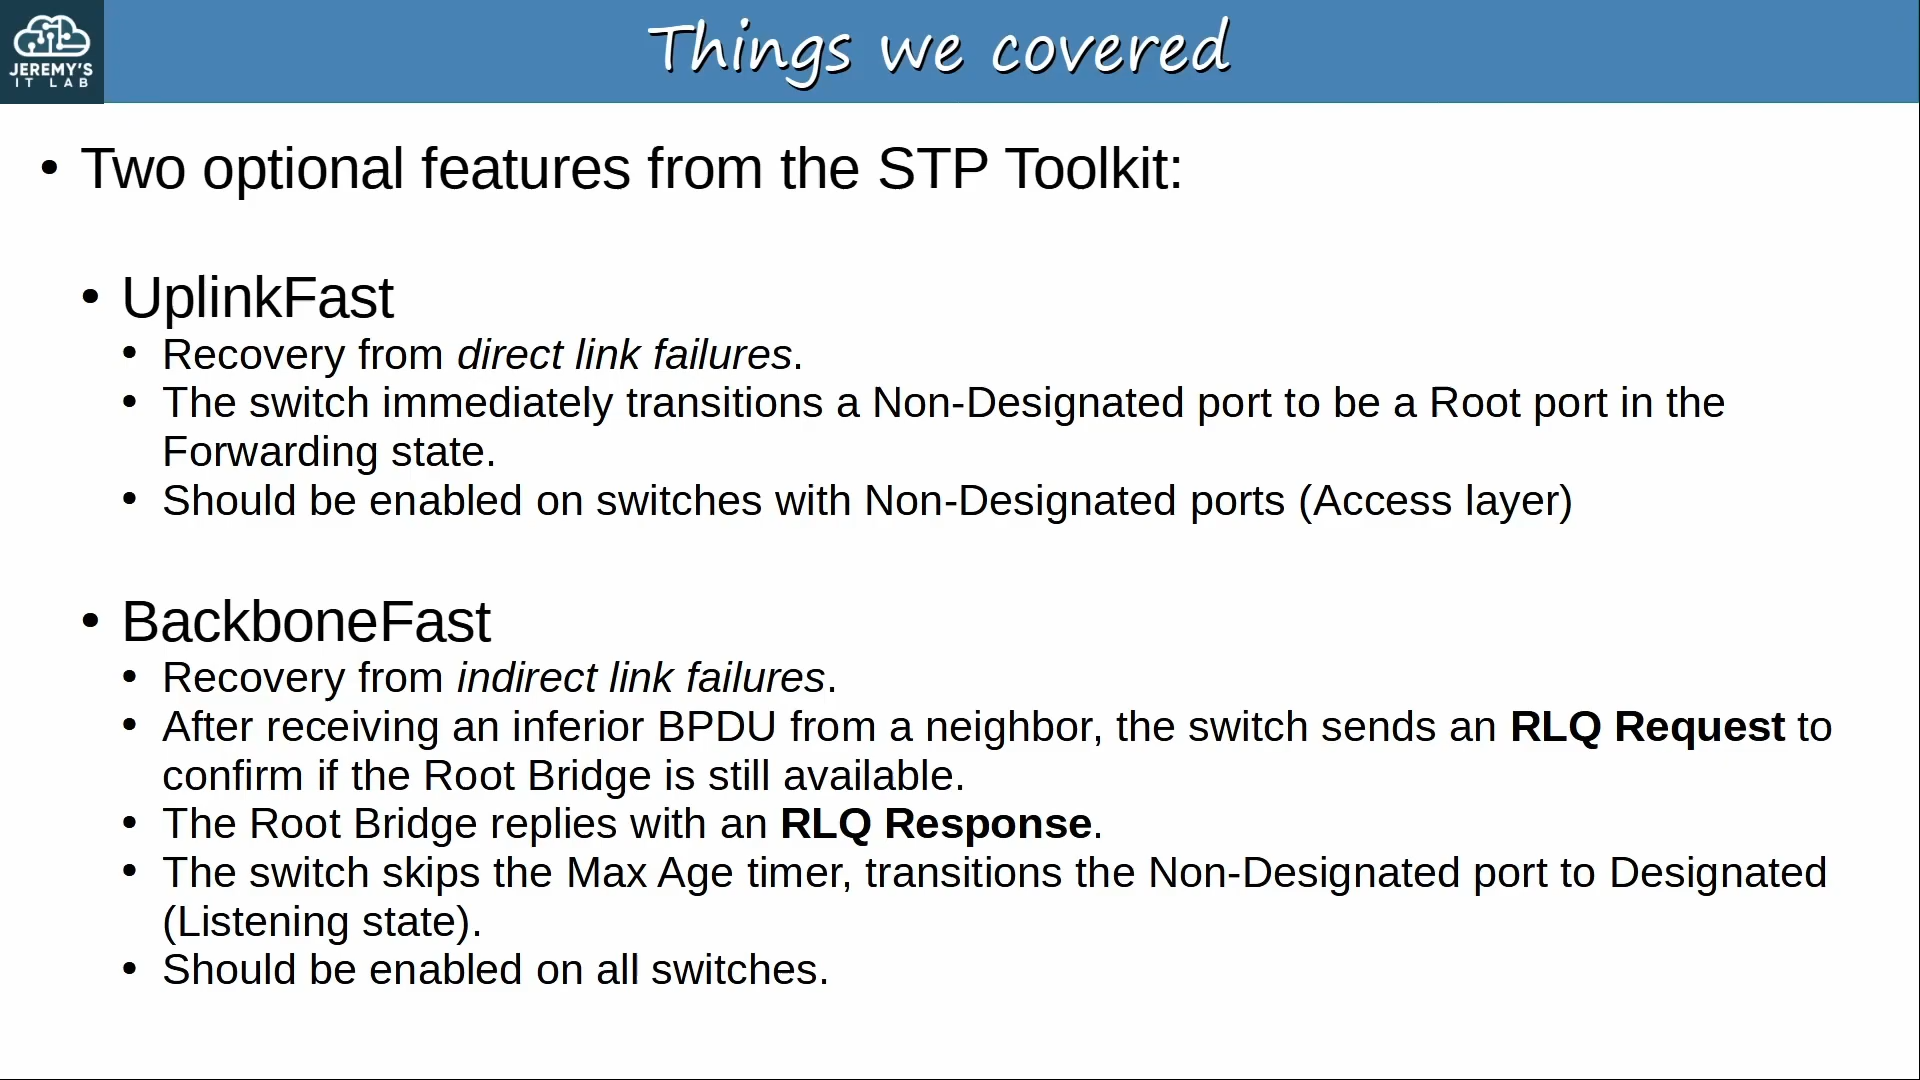 JEREMY'S
IT LAB
Things we covered
• Two optional features from the STP Toolkit:
• UplinkFast
• Recovery from direct link failures.
• The switch immediately transitions a Non-Designated port to be a Root port in the
Forwarding state.
• Should be enabled on switches with Non-Designated ports (Access layer)
• BackboneFast
• Recovery from indirect link failures.
• After receiving an inferior BPDU from a neighbor, the switch sends an RLQ Request to
confirm if the Root Bridge is still available.
• The Root Bridge replies with an RLQ Response.
• The switch skips the Max Age timer, transitions the Non-Designated port to Designated
(Listening state).
• Should be enabled on all switches.